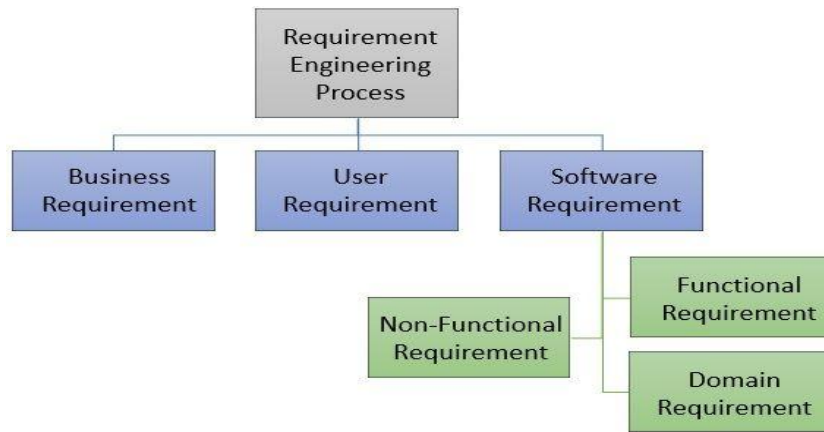 Requirement
Engineering
Process
Business
Requirement
User
Requirement
Software
Requirement
Functional
Requirement
Non-Functional
Requirement
Domain
Requirement